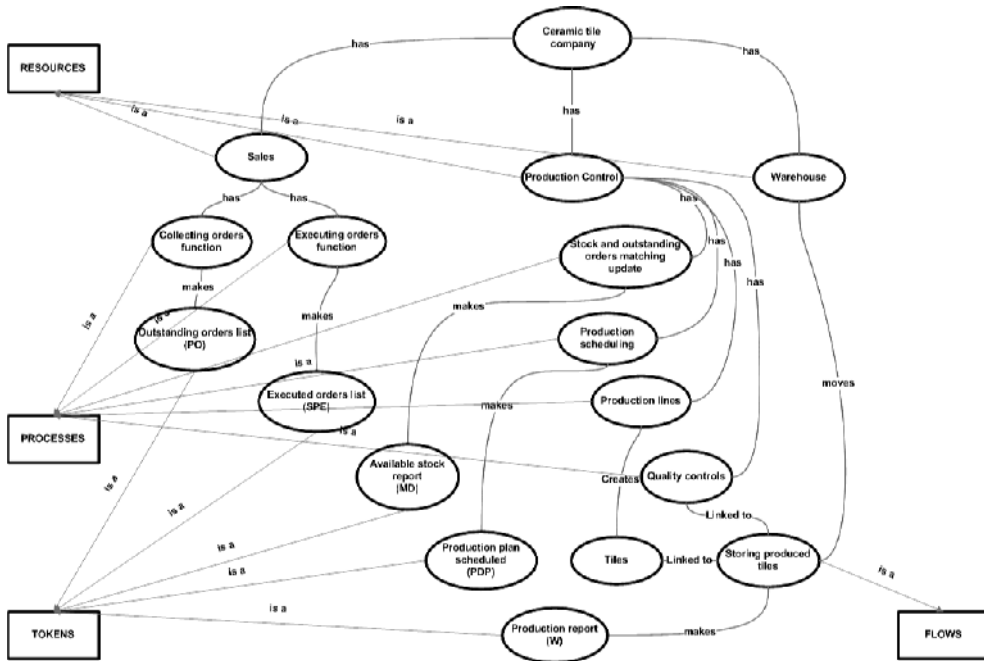 Ceramic tile
company
has
has
has
RESOURCES
is a
is a
is a
Sales
Production Control
Warehouse
has
has
has
has
has
has
Collecting orders
function
Executing orders
function
Stock and outstanding
orders matching
update
makes
makes
makes
is a
is a
Outstanding orders list
(PO)
Production
scheduling
is a
moves
Executed orders list
(SPE)
makes
Production lines
PROCESSES
is a
Available stock
report
(MD)
Creates
Quality controls
is a
is a
Linked to
is a
Production plan
scheduled
(PDP)
Tiles
Linked to
Storing produced
tiles
is a
is a
is a
TOKENS
Production report
(W)
makes
FLOWS